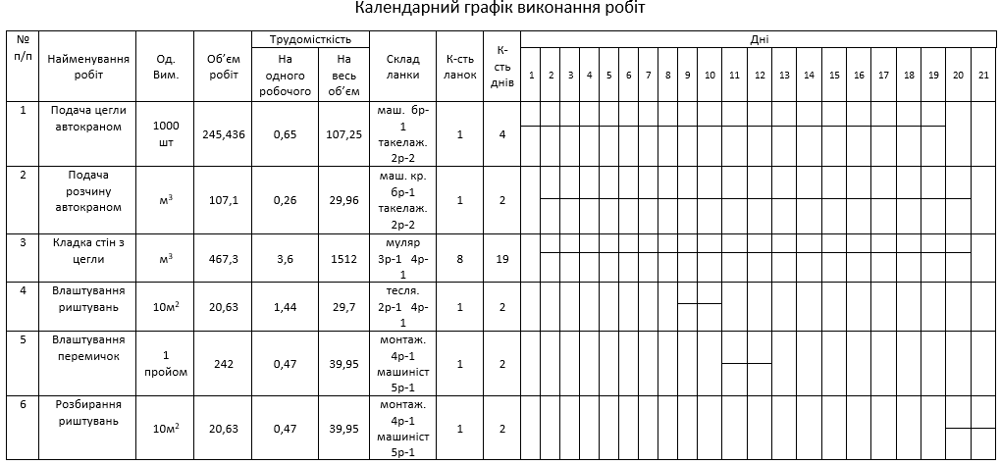 Календарний графік виконання робіт
№ п/п Найменування робіт Од. Вим. Об’єм робіт Трудомісткість На одного робочого На весь об’єм Склад ланки К-сть ланок К-сть днів Дні
1 2 3 4 5 6 7 8 9 10 11 12 13 14 15 16 17 18 19 20 21
1 Подача цегли автокраном 1000 шт 245,436 0,65 107,25 маш. бр-1 такелаж. 2р-2 1 4
2 Подача розчину автокраном м³ 107,1 0,26 29,96 маш. кр. бр-1 такелаж. 2р-2 1 2
3 Кладка стін з цегли м³ 467,3 3,6 1512 муляр 3р-1 4р-1 8 19
4 Влаштування риштувань 10м² 20,63 1,44 29,7 тесля. 2р-1 4р-1 1 2
5 Влаштування перемичок 1 пройом 242 0,47 39,95 монтаж. 4р-1 машиніст 5р-1 1 2
6 Розбирання риштувань 10м² 20,63 0,47 39,95 монтаж. 4р-1 машиніст 5р-1 1 2